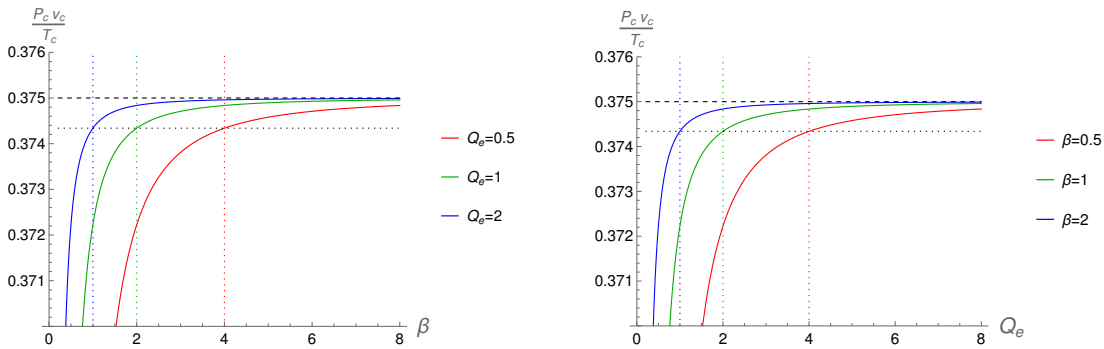 P_c v_c
T_c
0.376
0.375
0.374
0.373
0.372
0.371
0 2 4 6 8 β
Q_e=0.5
Q_e=1
Q_e=2
P_c v_c
T_c
0.376
0.375
0.374
0.373
0.372
0.371
0 2 4 6 8 Q_e
β=0.5
β=1
β=2